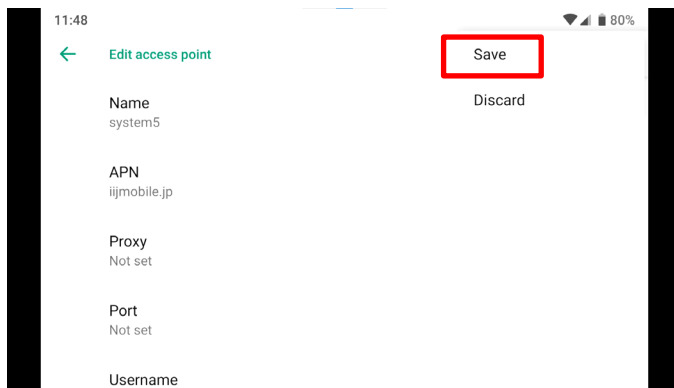 11:48
80%
Edit access point
Save
Discard
Name
system5
APN
iijmobile.jp
Proxy
Not set
Port
Not set
Username